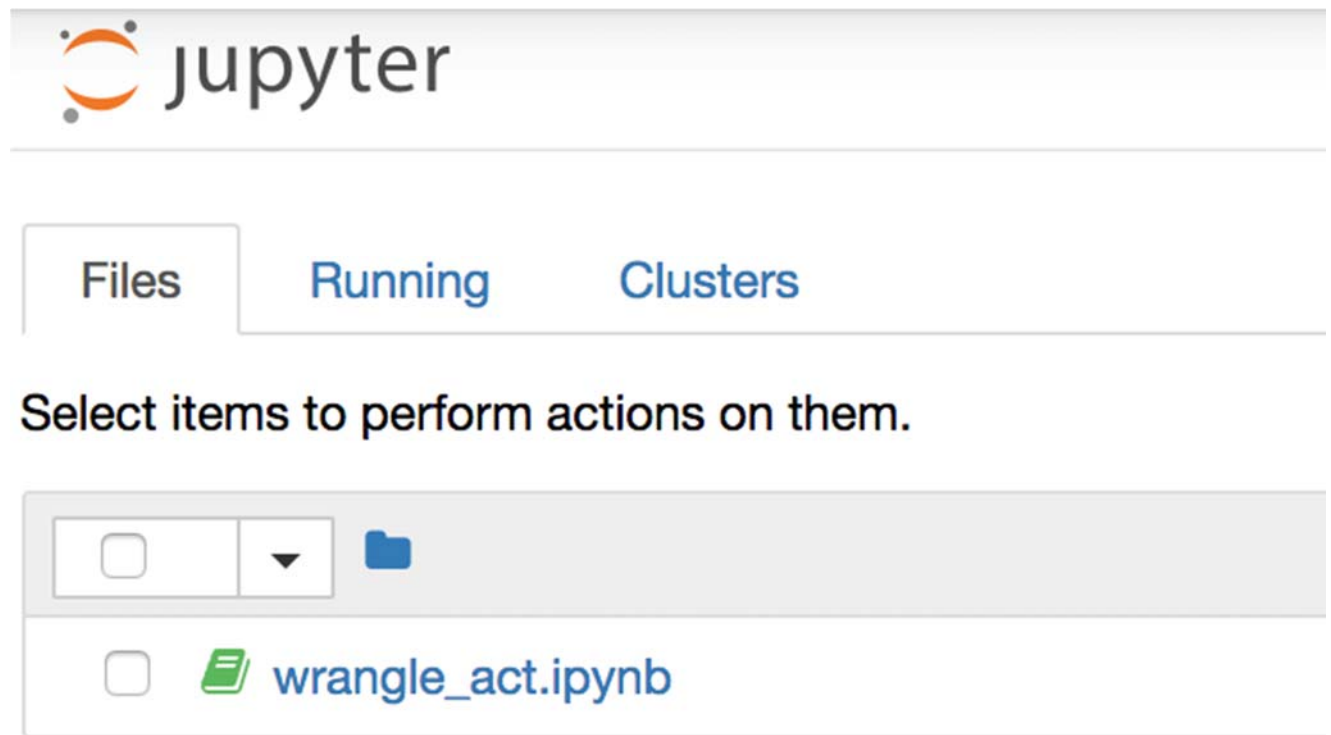 jupyter
Files Running Clusters
Select items to perform actions on them.
wrangle_act.ipynb